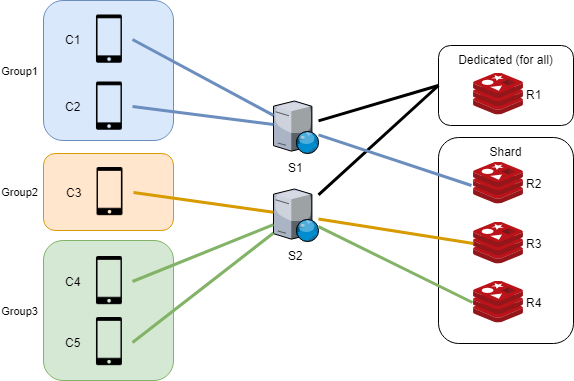 Group1
C1
C2
Group2
C3
Group3
C4
C5
S1
S2
Dedicated (for all)
R1
Shard
R2
R3
R4